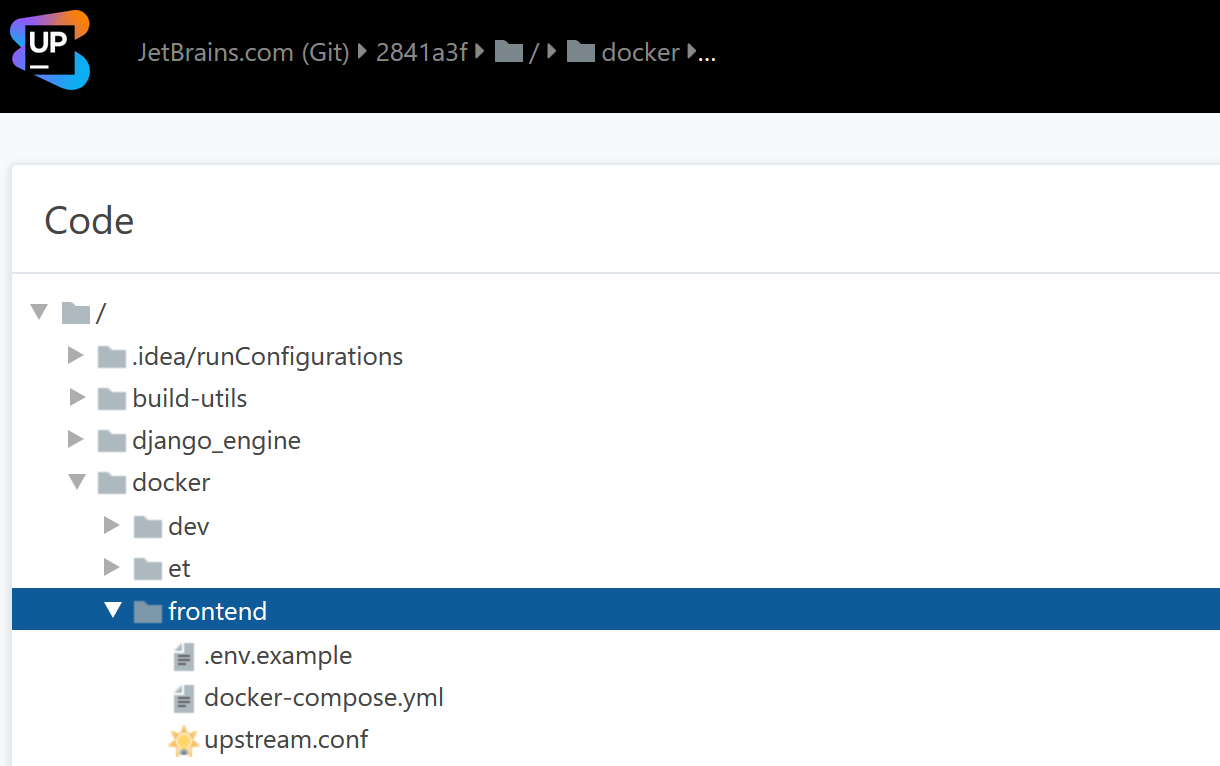 UP
JetBrains.com (Git) 2841a3f / docker ...
Code
/
.idea/runConfigurations
build-utils
django_engine
docker
dev
et
frontend
.env.example
docker-compose.yml
upstream.conf